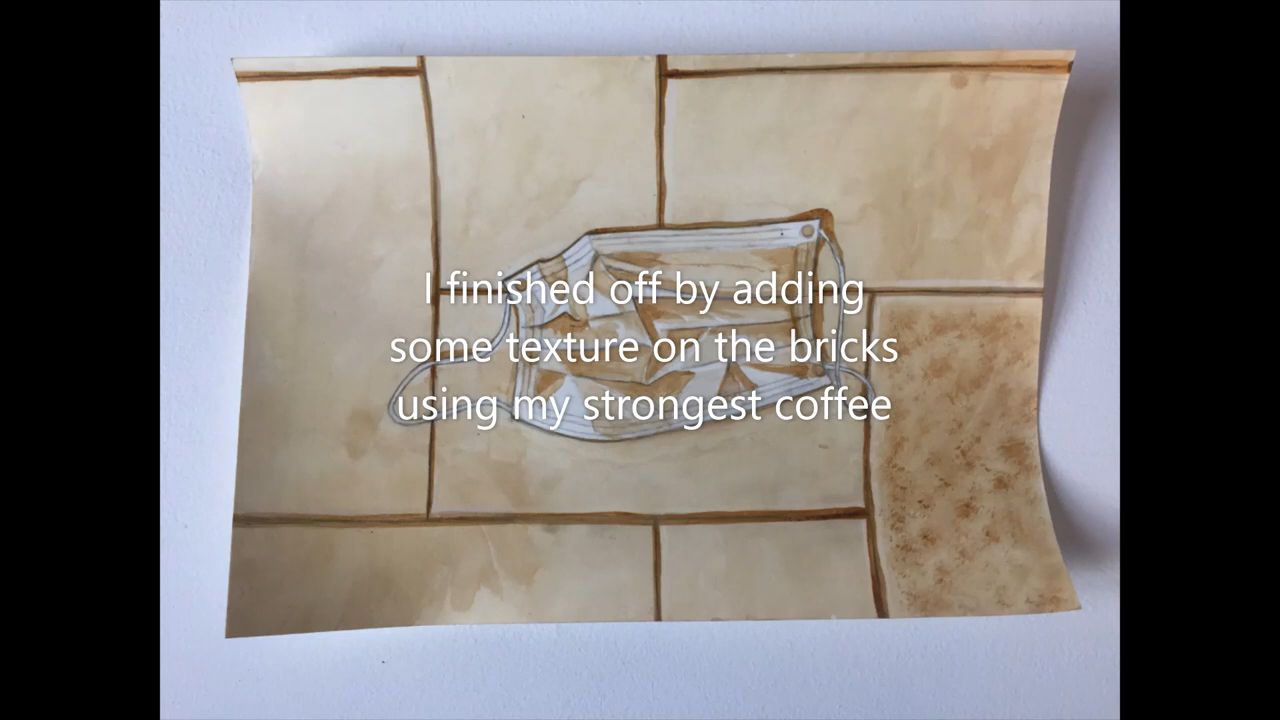 I finished off by adding
some texture on the bricks
using my strongest coffee